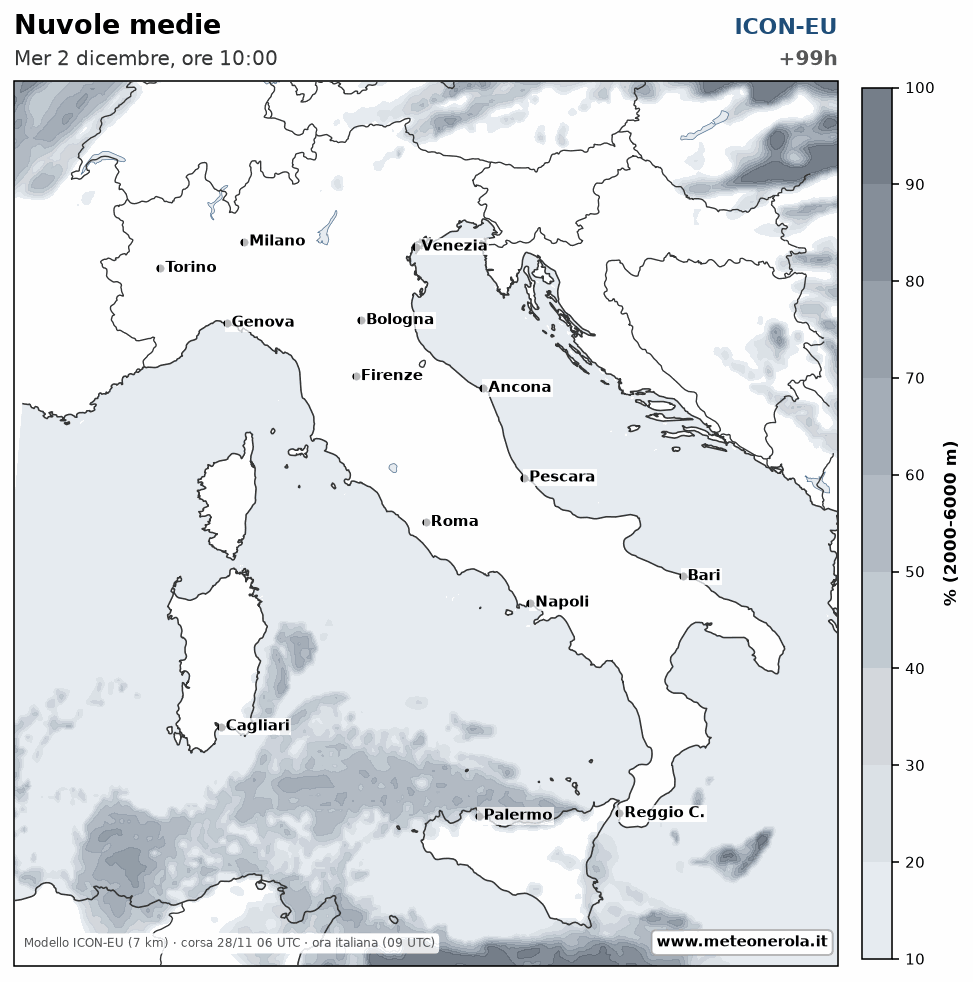 Nuvole medie
ICON-EU
Mer 2 dicembre, ore 10:00
+99h
100
90
80
70
60
50
40
30
20
10
% (2000-6000 m)
Milano
Venezia
Torino
Genova
Bologna
Firenze
Ancona
Pescara
Roma
Bari
Napoli
Cagliari
Palermo
Reggio C.
Modello ICON-EU (7 km) · corsa 28/11 06 UTC · ora italiana (09 UTC)
www.meteonerola.it